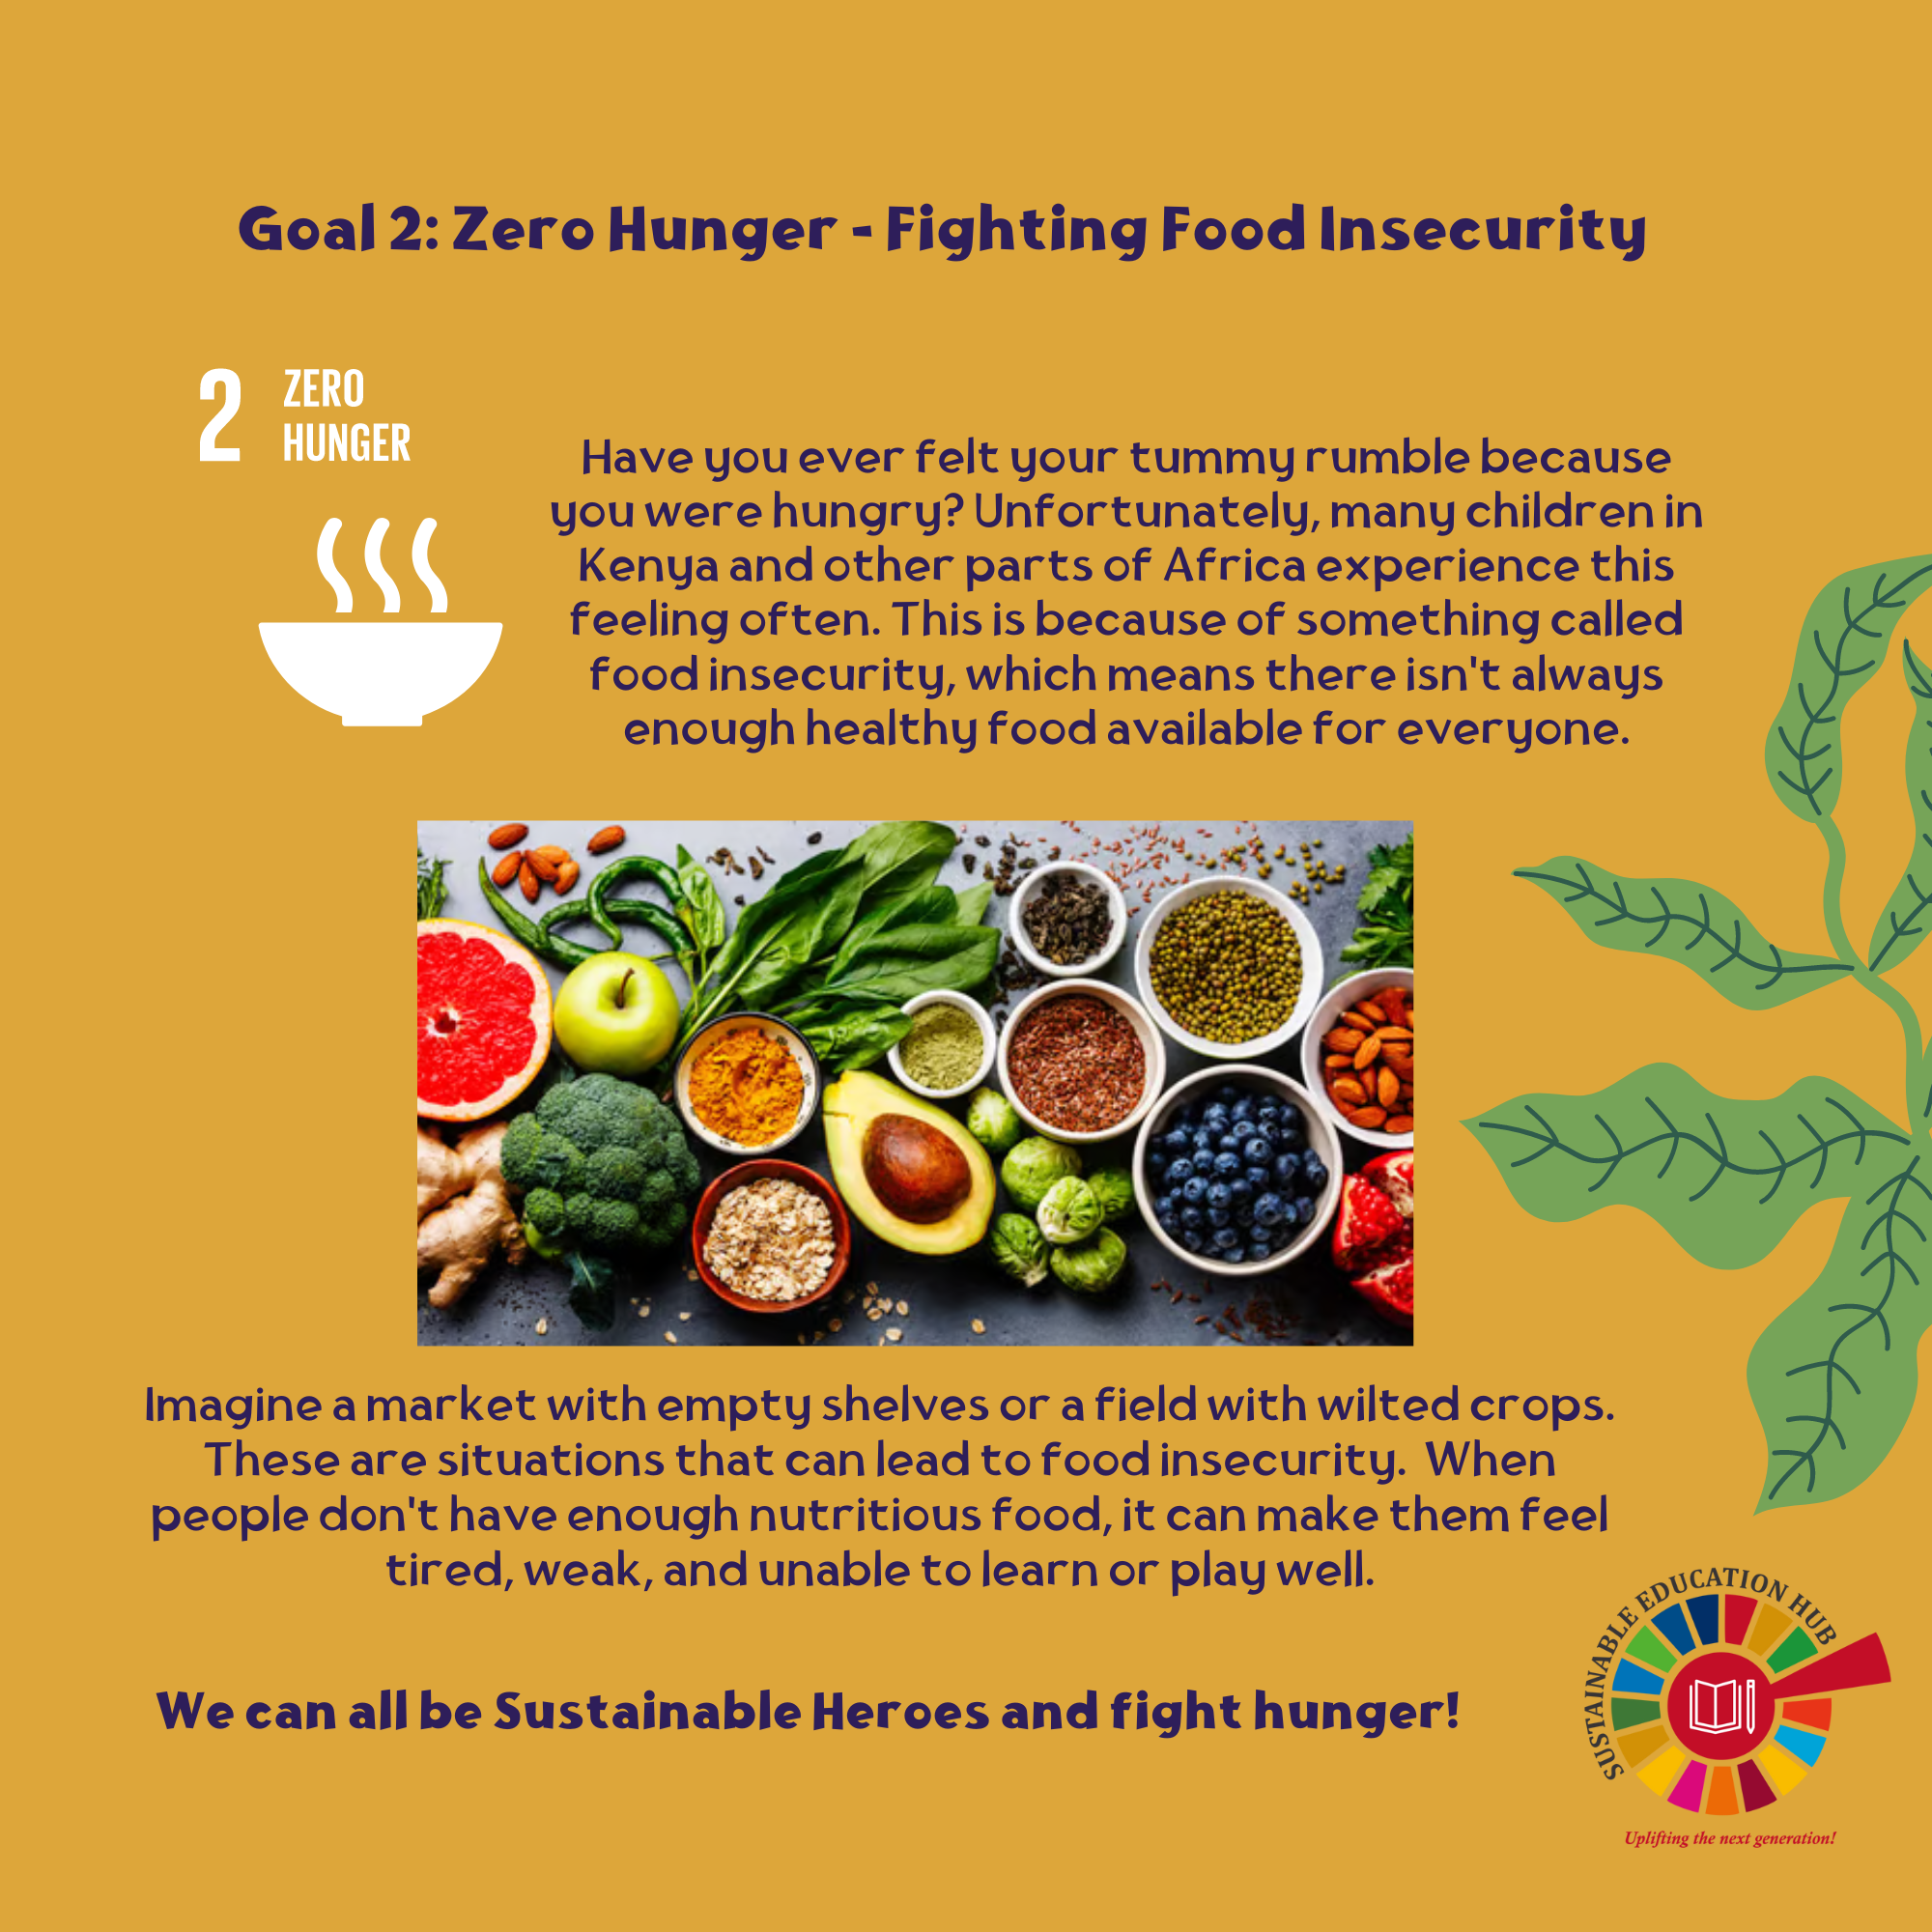 Goal 2: Zero Hunger - Fighting Food Insecurity
2 ZERO
HUNGER
Have you ever felt your tummy rumble because
you were hungry? Unfortunately, many children in
Kenya and other parts of Africa experience this
feeling often. This is because of something called
food insecurity, which means there isn't always
enough healthy food available for everyone.
Imagine a market with empty shelves or a field with wilted crops.
These are situations that can lead to food insecurity.  When
people don't have enough nutritious food, it can make them feel
tired, weak, and unable to learn or play well.
We can all be Sustainable Heroes and fight hunger!
SUSTAINABLE EDUCATION HUB
Uplifting the next generation!